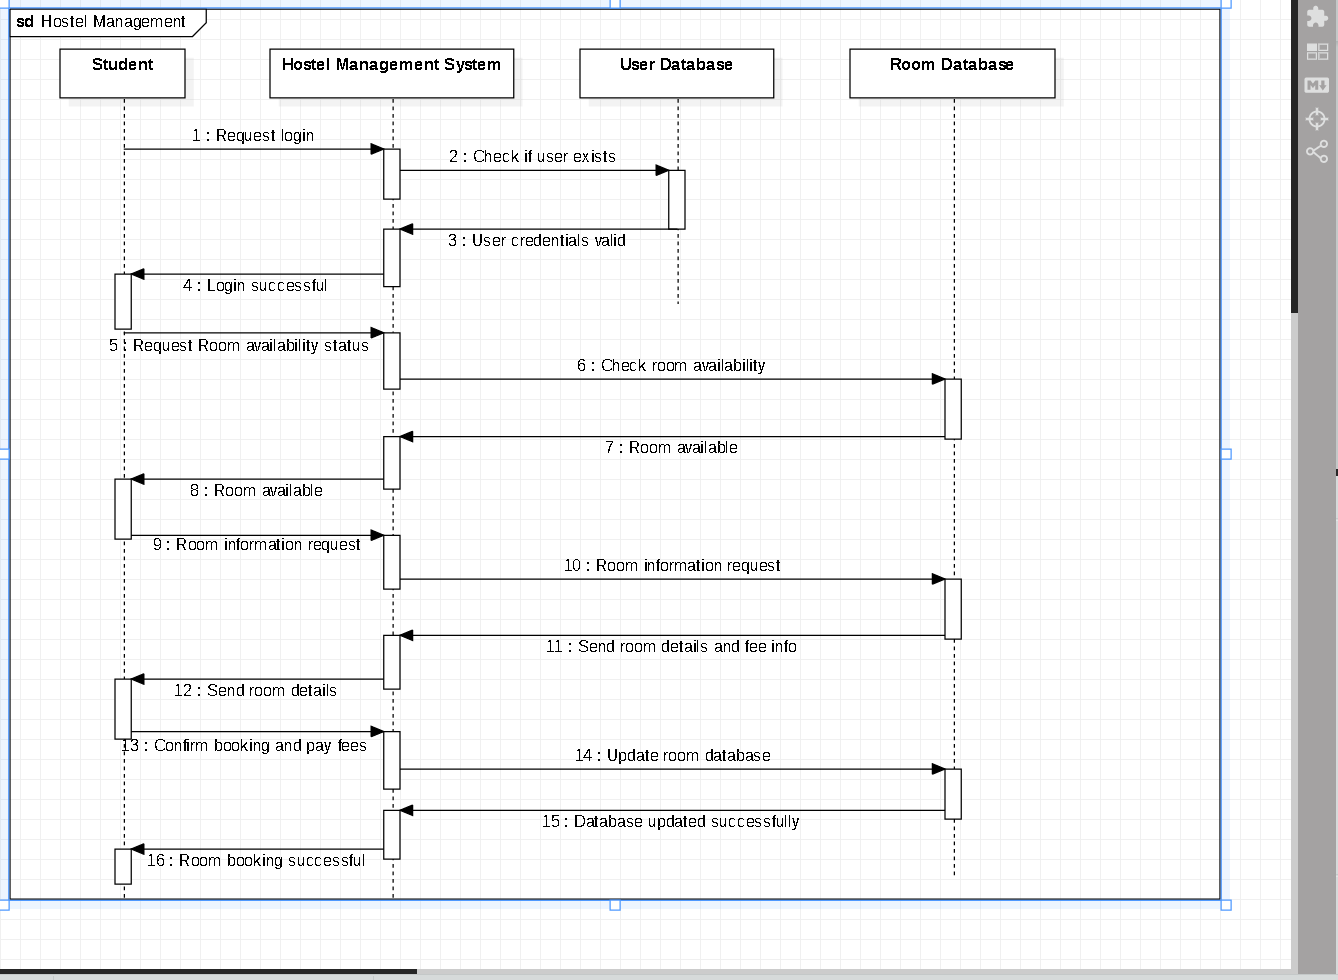 sd Hostel Management
Student
Hostel Management System
User Database
Room Database
1 : Request login
2 : Check if user exists
3 : User credentials valid
4 : Login successful
5 : Request Room availability status
6 : Check room availability
7 : Room available
8 : Room available
9 : Room information request
10 : Room information request
11 : Send room details and fee info
12 : Send room details
13 : Confirm booking and pay fees
14 : Update room database
15 : Database updated successfully
16 : Room booking successful
M